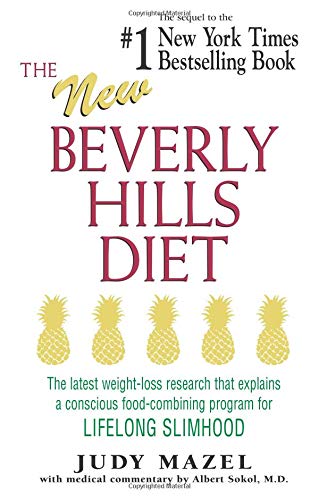 The sequel to the
#1 New York Times
Bestselling Book
THE New
BEVERLY
HILLS
DIET
The latest weight-loss research that explains
a conscious food-combining program for
LIFELONG SLIMHOOD
JUDY MAZEL
with medical commentary by Albert Sokol, M.D.